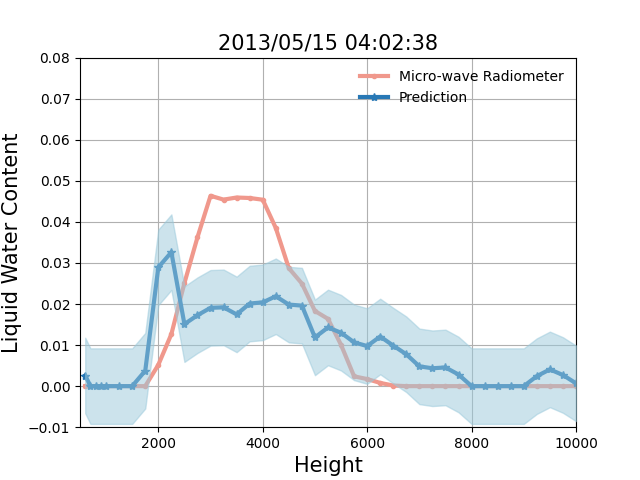 2013/05/15 04:02:38
Liquid Water Content
0.08
0.07
0.06
0.05
0.04
0.03
0.02
0.01
0.00
−0.01
Micro-wave Radiometer
Prediction
2000 4000 6000 8000 10000
Height